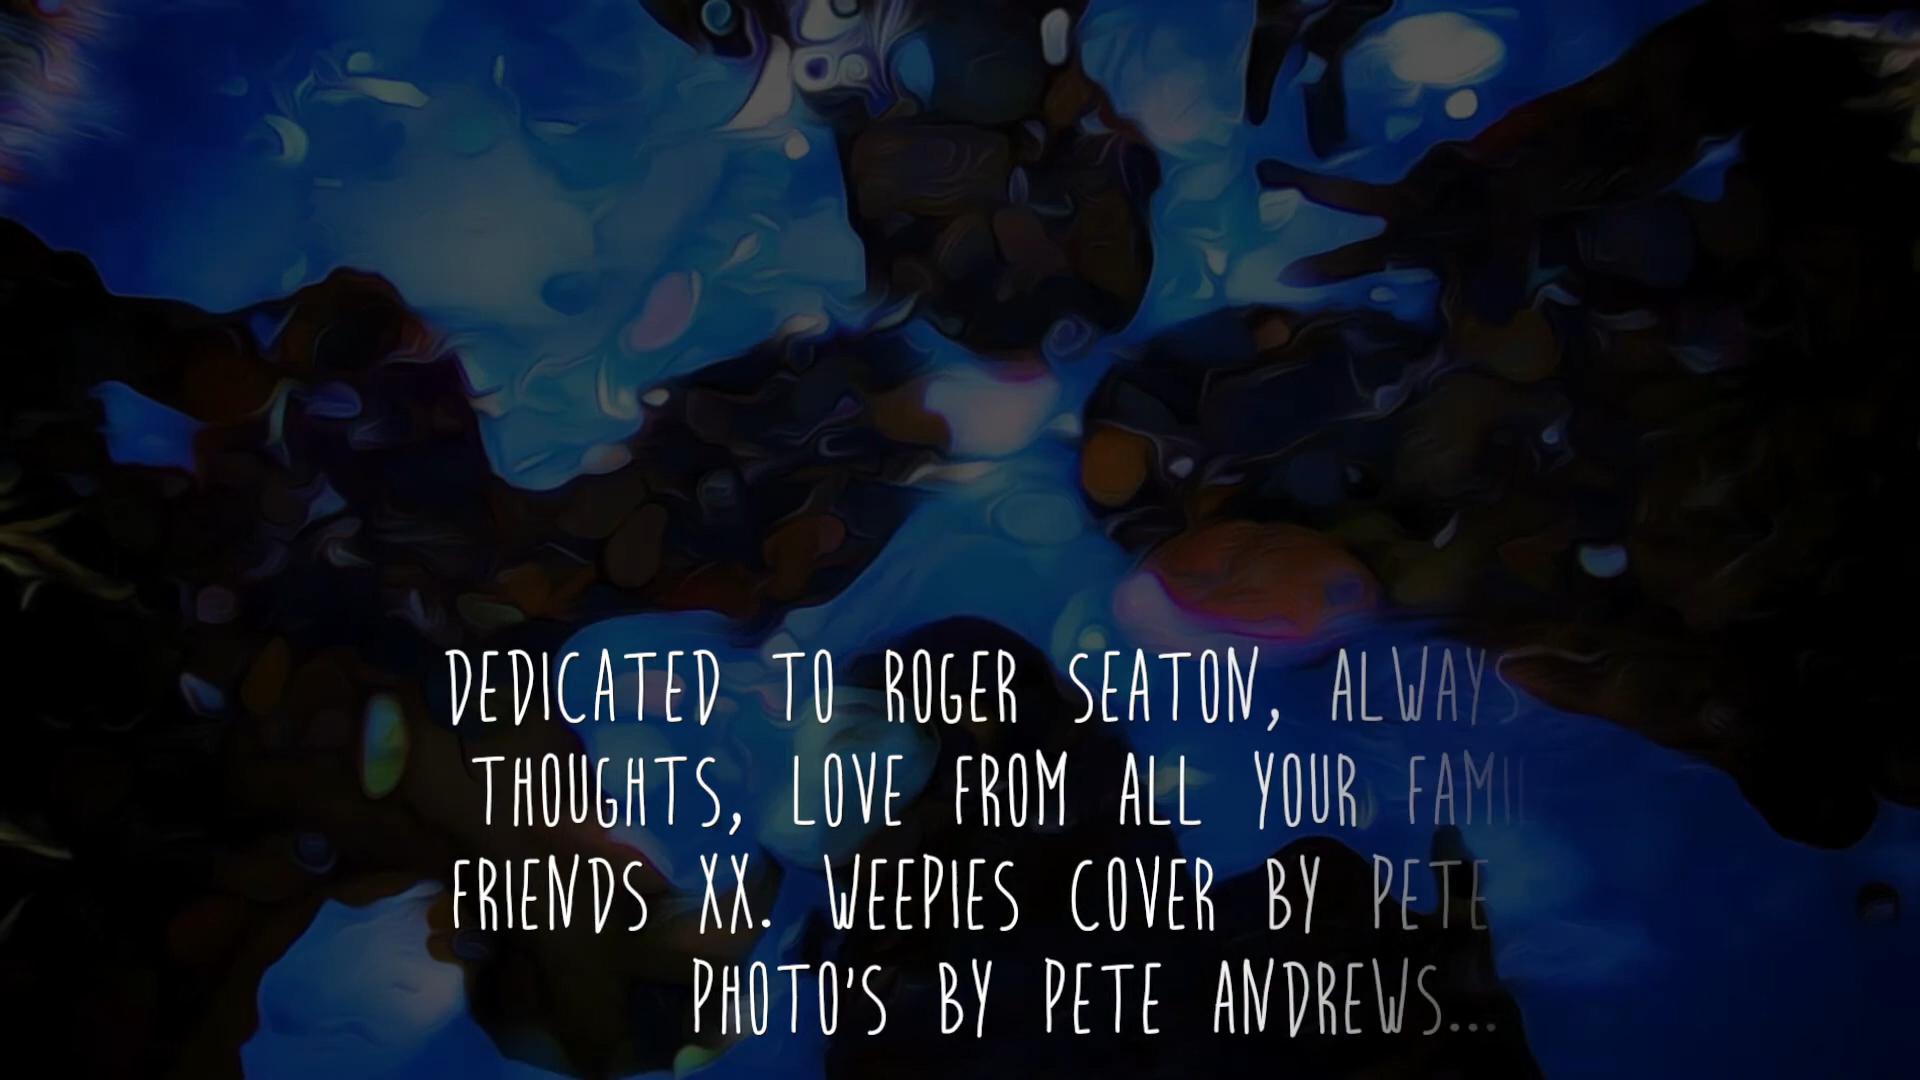 DEDICATED TO ROGER SEATON, ALWAYS
THOUGHTS, LOVE FROM ALL YOUR FAMIL
FRIENDS XX. WEEPIES COVER BY PETE
PHOTO'S BY PETE ANDREWS...